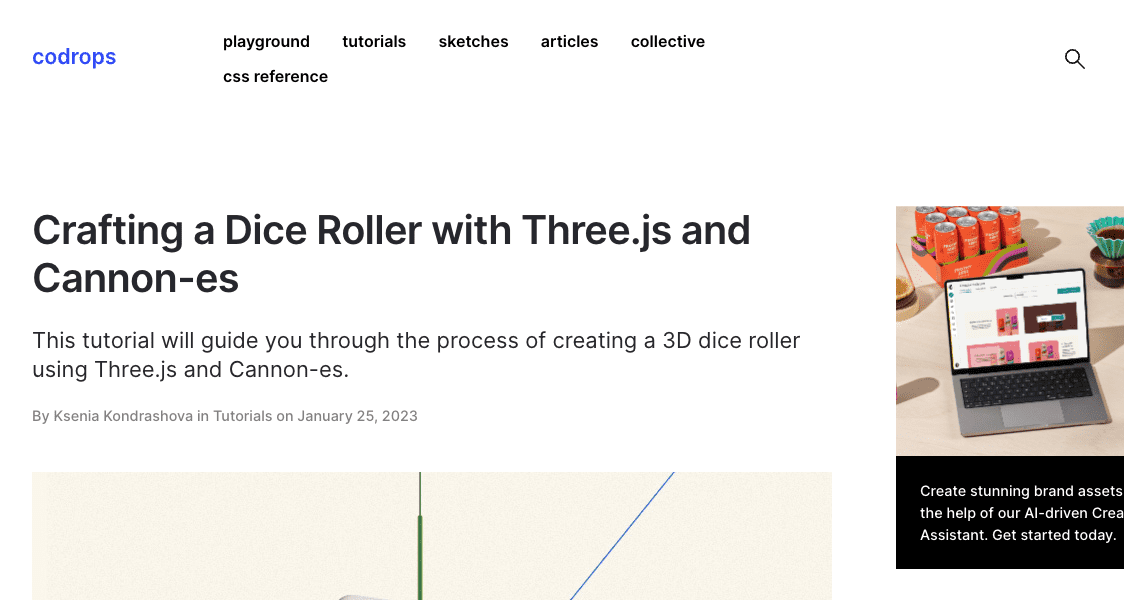 codrops
playground tutorials sketches articles collective
css reference
Crafting a Dice Roller with Three.js and
Cannon-es
This tutorial will guide you through the process of creating a 3D dice roller
using Three.js and Cannon-es.
By Ksenia Kondrashova in Tutorials on January 25, 2023
Create stunning brand assets
the help of our AI-driven Crea
Assistant. Get started today.